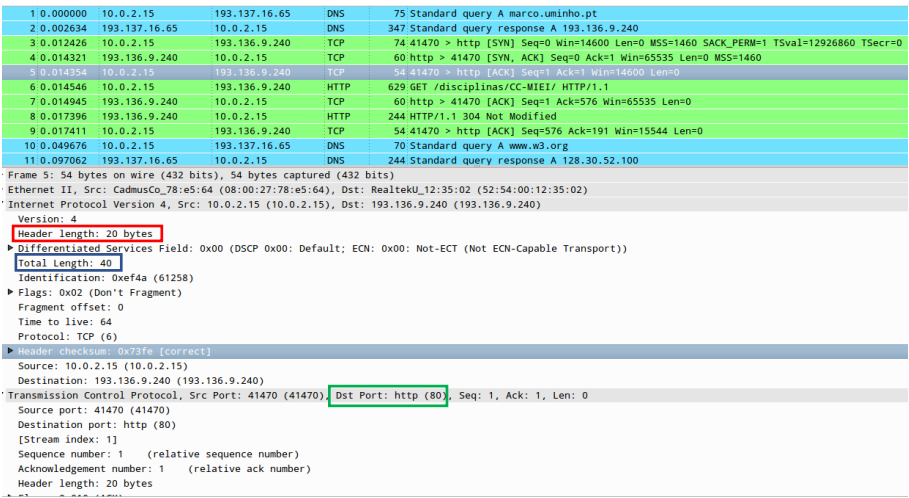 1 0.000000 10.0.2.15 193.137.16.65 DNS 75 Standard query A marco.uminho.pt
2 0.002634 193.137.16.65 10.0.2.15 DNS 347 Standard query response A 193.136.9.240
3 0.012426 10.0.2.15 193.136.9.240 TCP 74 41470 > http [SYN] Seq=0 Win=14600 Len=0 MSS=1460 SACK_PERM=1 TSval=12926860 TSecr=0
4 0.014321 193.136.9.240 10.0.2.15 TCP 60 http > 41470 [SYN, ACK] Seq=0 Ack=1 Win=65535 Len=0 MSS=1460
5 0.014354 10.0.2.15 193.136.9.240 TCP 54 41470 > http [ACK] Seq=1 Ack=1 Win=14600 Len=0
6 0.014546 10.0.2.15 193.136.9.240 HTTP 629 GET /disciplinas/CC-MIEI/ HTTP/1.1
7 0.014945 193.136.9.240 10.0.2.15 TCP 60 http > 41470 [ACK] Seq=1 Ack=576 Win=65535 Len=0
8 0.017396 193.136.9.240 10.0.2.15 HTTP 244 HTTP/1.1 304 Not Modified
9 0.017411 10.0.2.15 193.136.9.240 TCP 54 41470 > http [ACK] Seq=576 Ack=191 Win=15544 Len=0
10 0.049676 10.0.2.15 193.137.16.65 DNS 70 Standard query A www.w3.org
11 0.097062 193.137.16.65 10.0.2.15 DNS 244 Standard query response A 128.30.52.100
Frame 5: 54 bytes on wire (432 bits), 54 bytes captured (432 bits)
Ethernet II, Src: CadmusCo_78:e5:64 (08:00:27:78:e5:64), Dst: RealtekU_12:35:02 (52:54:00:12:35:02)
Internet Protocol Version 4, Src: 10.0.2.15 (10.0.2.15), Dst: 193.136.9.240 (193.136.9.240)
Version: 4
Header length: 20 bytes
Differentiated Services Field: 0x00 (DSCP 0x00: Default; ECN: 0x00: Not-ECT (Not ECN-Capable Transport))
Total Length: 40
Identification: 0xef4a (61258)
Flags: 0x02 (Don't Fragment)
Fragment offset: 0
Time to live: 64
Protocol: TCP (6)
Header checksum: 0x73fe [correct]
Source: 10.0.2.15 (10.0.2.15)
Destination: 193.136.9.240 (193.136.9.240)
Transmission Control Protocol, Src Port: 41470 (41470), Dst Port: http (80), Seq: 1, Ack: 1, Len: 0
Source port: 41470 (41470)
Destination port: http (80)
[Stream index: 1]
Sequence number: 1 (relative sequence number)
Acknowledgement number: 1 (relative ack number)
Header length: 20 bytes